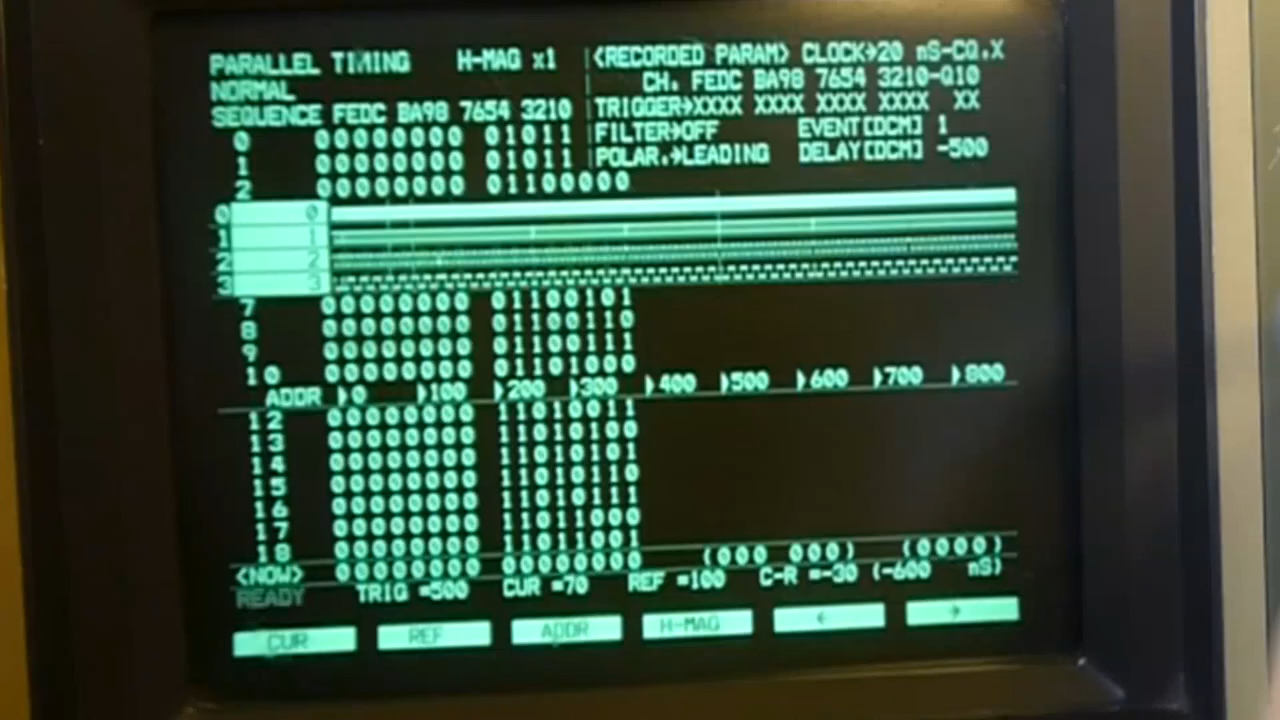 PARALLEL TIMING H-MAG x1 <RECORDED PARAM> CLOCK→20 nS-CQ.X
NORMAL CH. FEDC BA98 7654 3210-Q10
SEQUENCE FEDC BA98 7654 3210 TRIGGER→XXXX XXXX XXXX XXXX XX
0 00000000 01011 FILTER→OFF EVENT[DCM] 1
1 00000000 01011 POLAR.→LEADING DELAY[DCM] -500
2 00000000 01100000
0 0
1 1
2 2
3 3
7 00000000 01100101
8 00000000 01100110
9 00000000 01100111
10 00000000 01101000
ADDR ▶0 ▶100 ▶200 ▶300 ▶400 ▶500 ▶600 ▶700 ▶800
12 00000000 11010011
13 00000000 11010100
14 00000000 11010101
15 00000000 11010110
16 00000000 11010111
17 00000000 11011000
18 00000000 00000000 (000 000) (0000)
<NOW>
READY TRIG =500 CUR =70 REF =100 C-R =-30 (-600 nS)
CUR REF ADDR H-MAG ← →